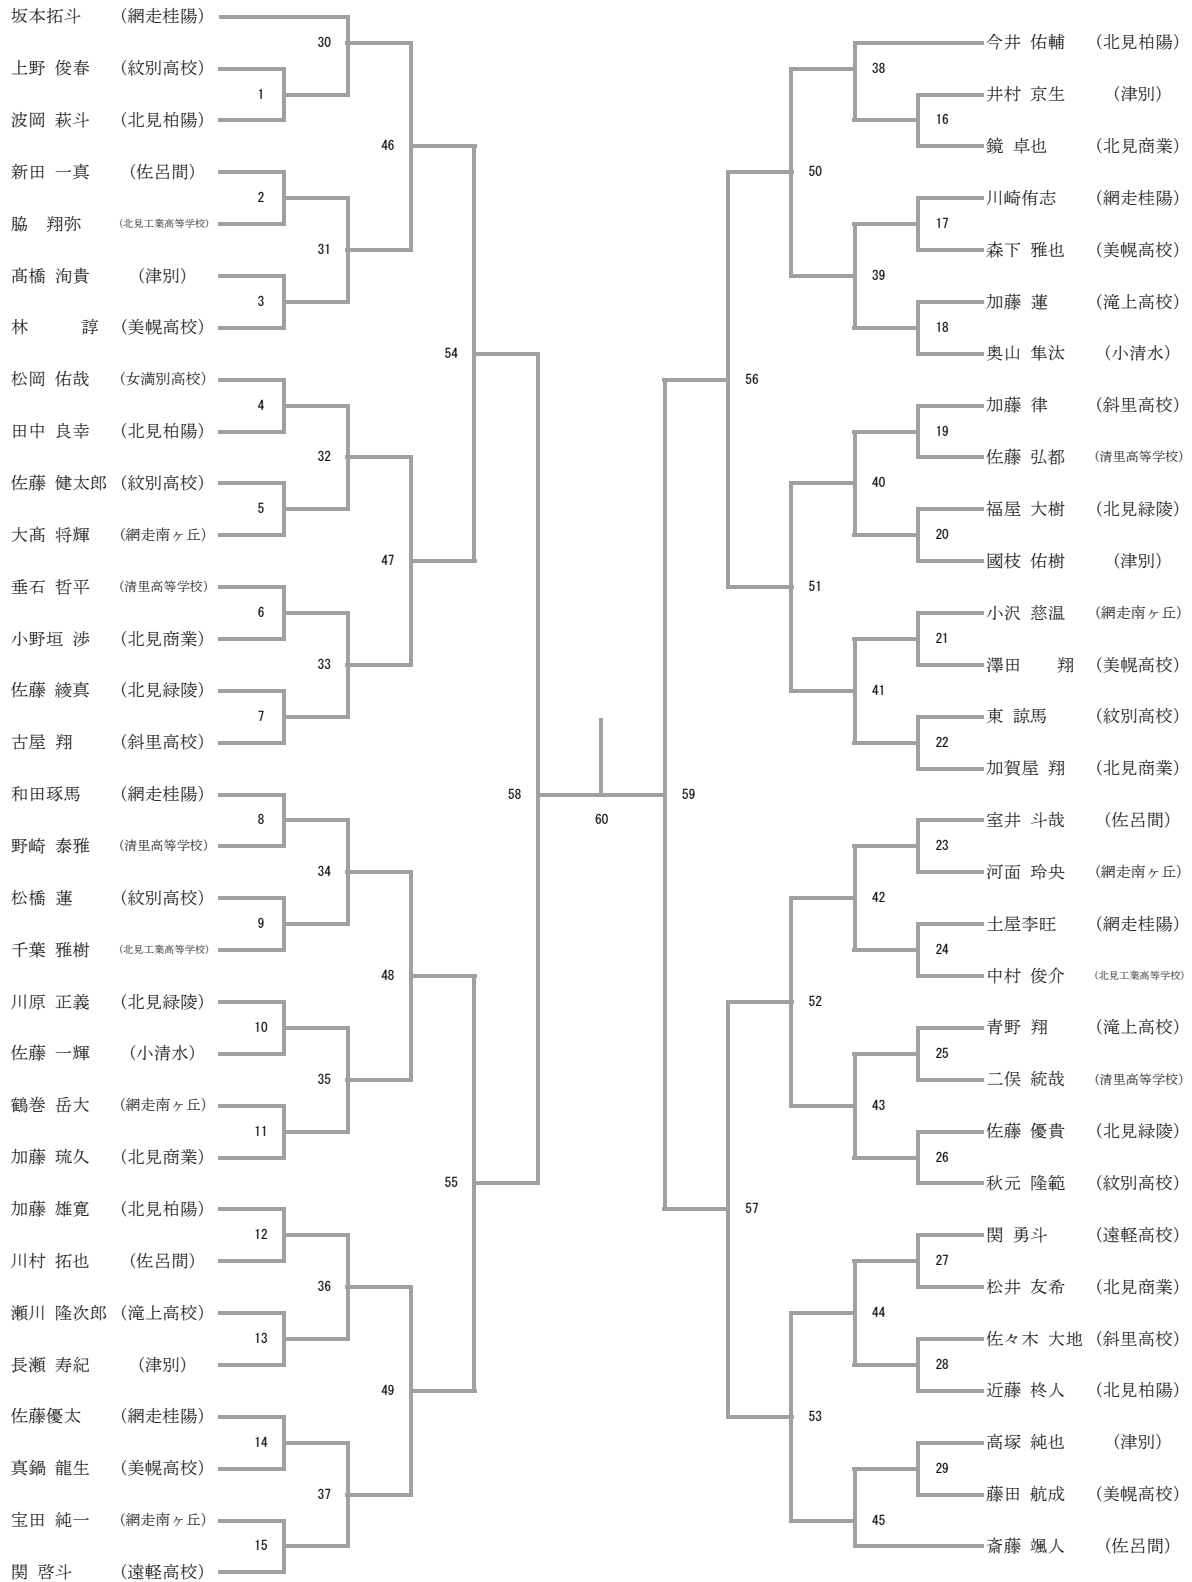 坂本拓斗 （網走桂陽）
上野 俊春 （紋別高校）
波岡 萩斗 （北見柏陽）
新田 一真 （佐呂間）
脇 翔弥 （北見工業高等学校）
髙橋 洵貴 （津別）
林 諄 （美幌高校）
松岡 佑哉 （女満別高校）
田中 良幸 （北見柏陽）
佐藤 健太郎 （紋別高校）
大髙 将輝 （網走南ヶ丘）
垂石 哲平 （清里高等学校）
小野垣 渉 （北見商業）
佐藤 綾真 （北見緑陵）
古屋 翔 （斜里高校）
和田琢馬 （網走桂陽）
野崎 泰雅 （清里高等学校）
松橋 蓮 （紋別高校）
千葉 雅樹 （北見工業高等学校）
川原 正義 （北見緑陵）
佐藤 一輝 （小清水）
鶴巻 岳大 （網走南ヶ丘）
加藤 琉久 （北見商業）
加藤 雄寛 （北見柏陽）
川村 拓也 （佐呂間）
瀬川 隆次郎 （滝上高校）
長瀬 寿紀 （津別）
佐藤優太 （網走桂陽）
真鍋 龍生 （美幌高校）
宝田 純一 （網走南ヶ丘）
関 啓斗 （遠軽高校）
1
2
3
4
5
6
7
8
9
10
11
12
13
14
15
30
31
32
33
34
35
36
37
46
47
48
49
54
55
58
60
59
56
57
50
51
52
53
38
39
40
41
42
43
44
45
16
17
18
19
20
21
22
23
24
25
26
27
28
29
今井 佑輔 （北見柏陽）
井村 京生 （津別）
鏡 卓也 （北見商業）
川崎侑志 （網走桂陽）
森下 雅也 （美幌高校）
加藤 蓮 （滝上高校）
奥山 隼汰 （小清水）
加藤 律 （斜里高校）
佐藤 弘都 （清里高等学校）
福屋 大樹 （北見緑陵）
國枝 佑樹 （津別）
小沢 慈温 （網走南ヶ丘）
澤田 翔 （美幌高校）
東 諒馬 （紋別高校）
加賀屋 翔 （北見商業）
室井 斗哉 （佐呂間）
河面 玲央 （網走南ヶ丘）
土屋李旺 （網走桂陽）
中村 俊介 （北見工業高等学校）
青野 翔 （滝上高校）
二俣 統哉 （清里高等学校）
佐藤 優貴 （北見緑陵）
秋元 隆範 （紋別高校）
関 勇斗 （遠軽高校）
松井 友希 （北見商業）
佐々木 大地 （斜里高校）
近藤 柊人 （北見柏陽）
高塚 純也 （津別）
藤田 航成 （美幌高校）
斎藤 颯人 （佐呂間）